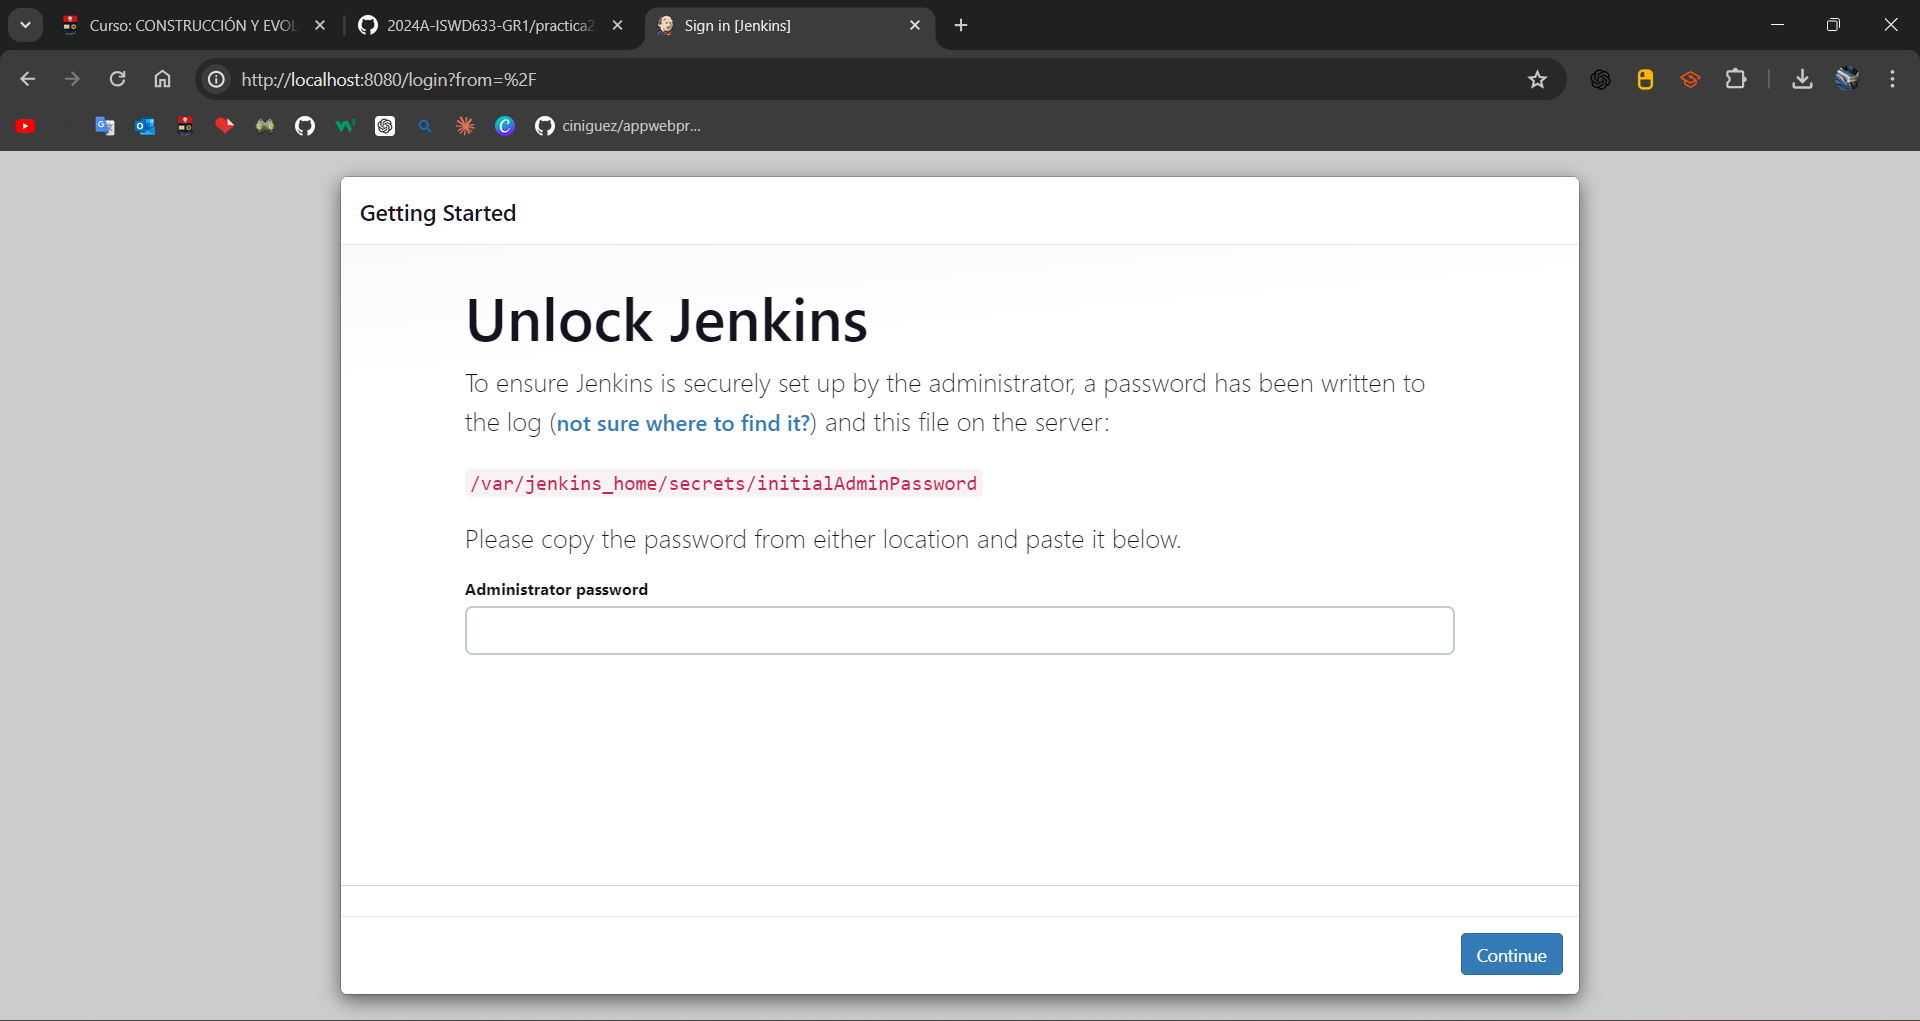 Curso: CONSTRUCCIÓN Y EVOL
2024A-ISWD633-GR1/practica2
Sign in [Jenkins]
http://localhost:8080/login?from=%2F
ciniguez/appwebpr...
Getting Started
Unlock Jenkins
To ensure Jenkins is securely set up by the administrator, a password has been written to
the log (not sure where to find it?) and this file on the server:
/var/jenkins_home/secrets/initialAdminPassword
Please copy the password from either location and paste it below.
Administrator password
Continue